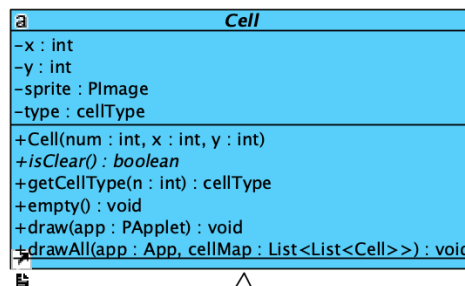 a
Cell
-x : int
-y : int
-sprite : PImage
-type : cellType
+Cell(num : int, x : int, y : int)
+isClear() : boolean
+getCellType(n : int) : cellType
+empty() : void
+draw(app : PApplet) : void
+drawAll(app : App, cellMap : List<List<Cell>>) : void